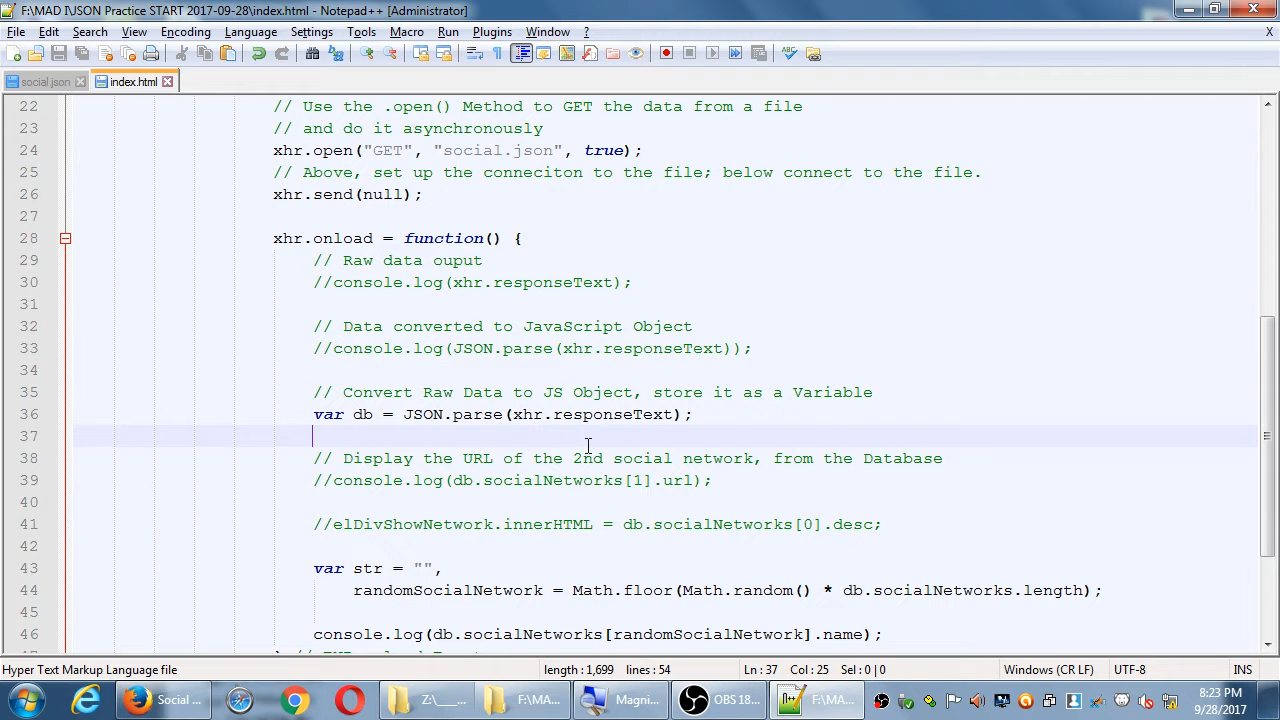 F:\MAD I\JSON Practice START 2017-09-28\index.html - Notepad++ [Administrator]
File Edit Search View Encoding Language Settings Tools Macro Run Plugins Window ? X
social.json index.html
22 // Use the .open() Method to GET the data from a file
23 // and do it asynchronously
24 xhr.open("GET", "social.json", true);
25 // Above, set up the conneciton to the file; below connect to the file.
26 xhr.send(null);
27
28 xhr.onload = function() {
29 // Raw data ouput
30 //console.log(xhr.responseText);
31
32 // Data converted to JavaScript Object
33 //console.log(JSON.parse(xhr.responseText));
34
35 // Convert Raw Data to JS Object, store it as a Variable
36 var db = JSON.parse(xhr.responseText);
37
38 // Display the URL of the 2nd social network, from the Database
39 //console.log(db.socialNetworks[1].url);
40
41 //elDivShowNetwork.innerHTML = db.socialNetworks[0].desc;
42
43 var str = "",
44 randomSocialNetwork = Math.floor(Math.random() * db.socialNetworks.length);
45
46 console.log(db.socialNetworks[randomSocialNetwork].name);
Hyper Text Markup Language file length : 1,699 lines : 54 Ln : 37 Col : 25 Sel : 0 | 0 Windows (CR LF) UTF-8 INS
Social ... Z:\____... F:\MA... Magni... OBS 18... F:\MA... 8:23 PM
9/28/2017